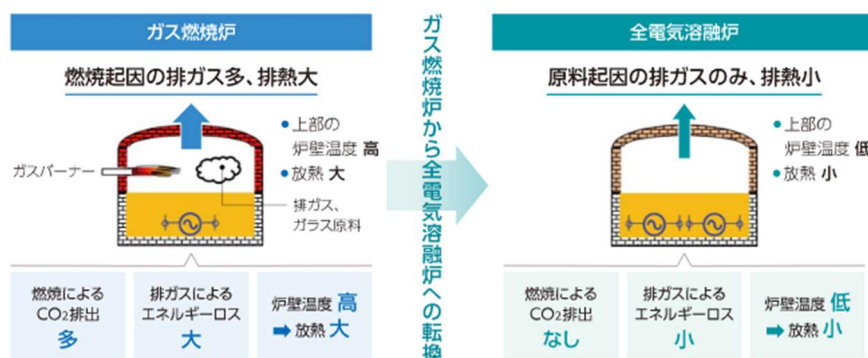 ガス燃焼炉
燃焼起因の排ガス多、排熱大
ガスバーナー
● 上部の
炉壁温度 高
● 放熱 大
排ガス、
ガラス原料
燃焼による
CO₂排出
多
排ガスによる
エネルギーロス
大
炉壁温度 高
➡ 放熱 大
ガス燃焼炉から全電気溶融炉への転換
全電気溶融炉
原料起因の排ガスのみ、排熱小
● 上部の
炉壁温度 低
● 放熱 小
燃焼による
CO₂排出
なし
排ガスによる
エネルギーロス
小
炉壁温度 低
➡ 放熱 小